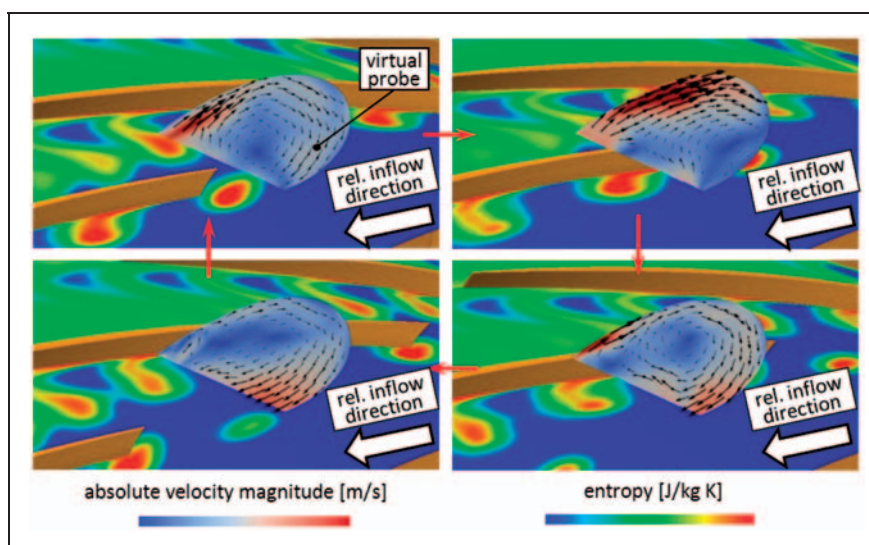 virtual
probe
rel. inflow
direction
rel. inflow
direction
rel. inflow
direction
rel. inflow
direction
absolute velocity magnitude [m/s]
entropy [J/kg K]